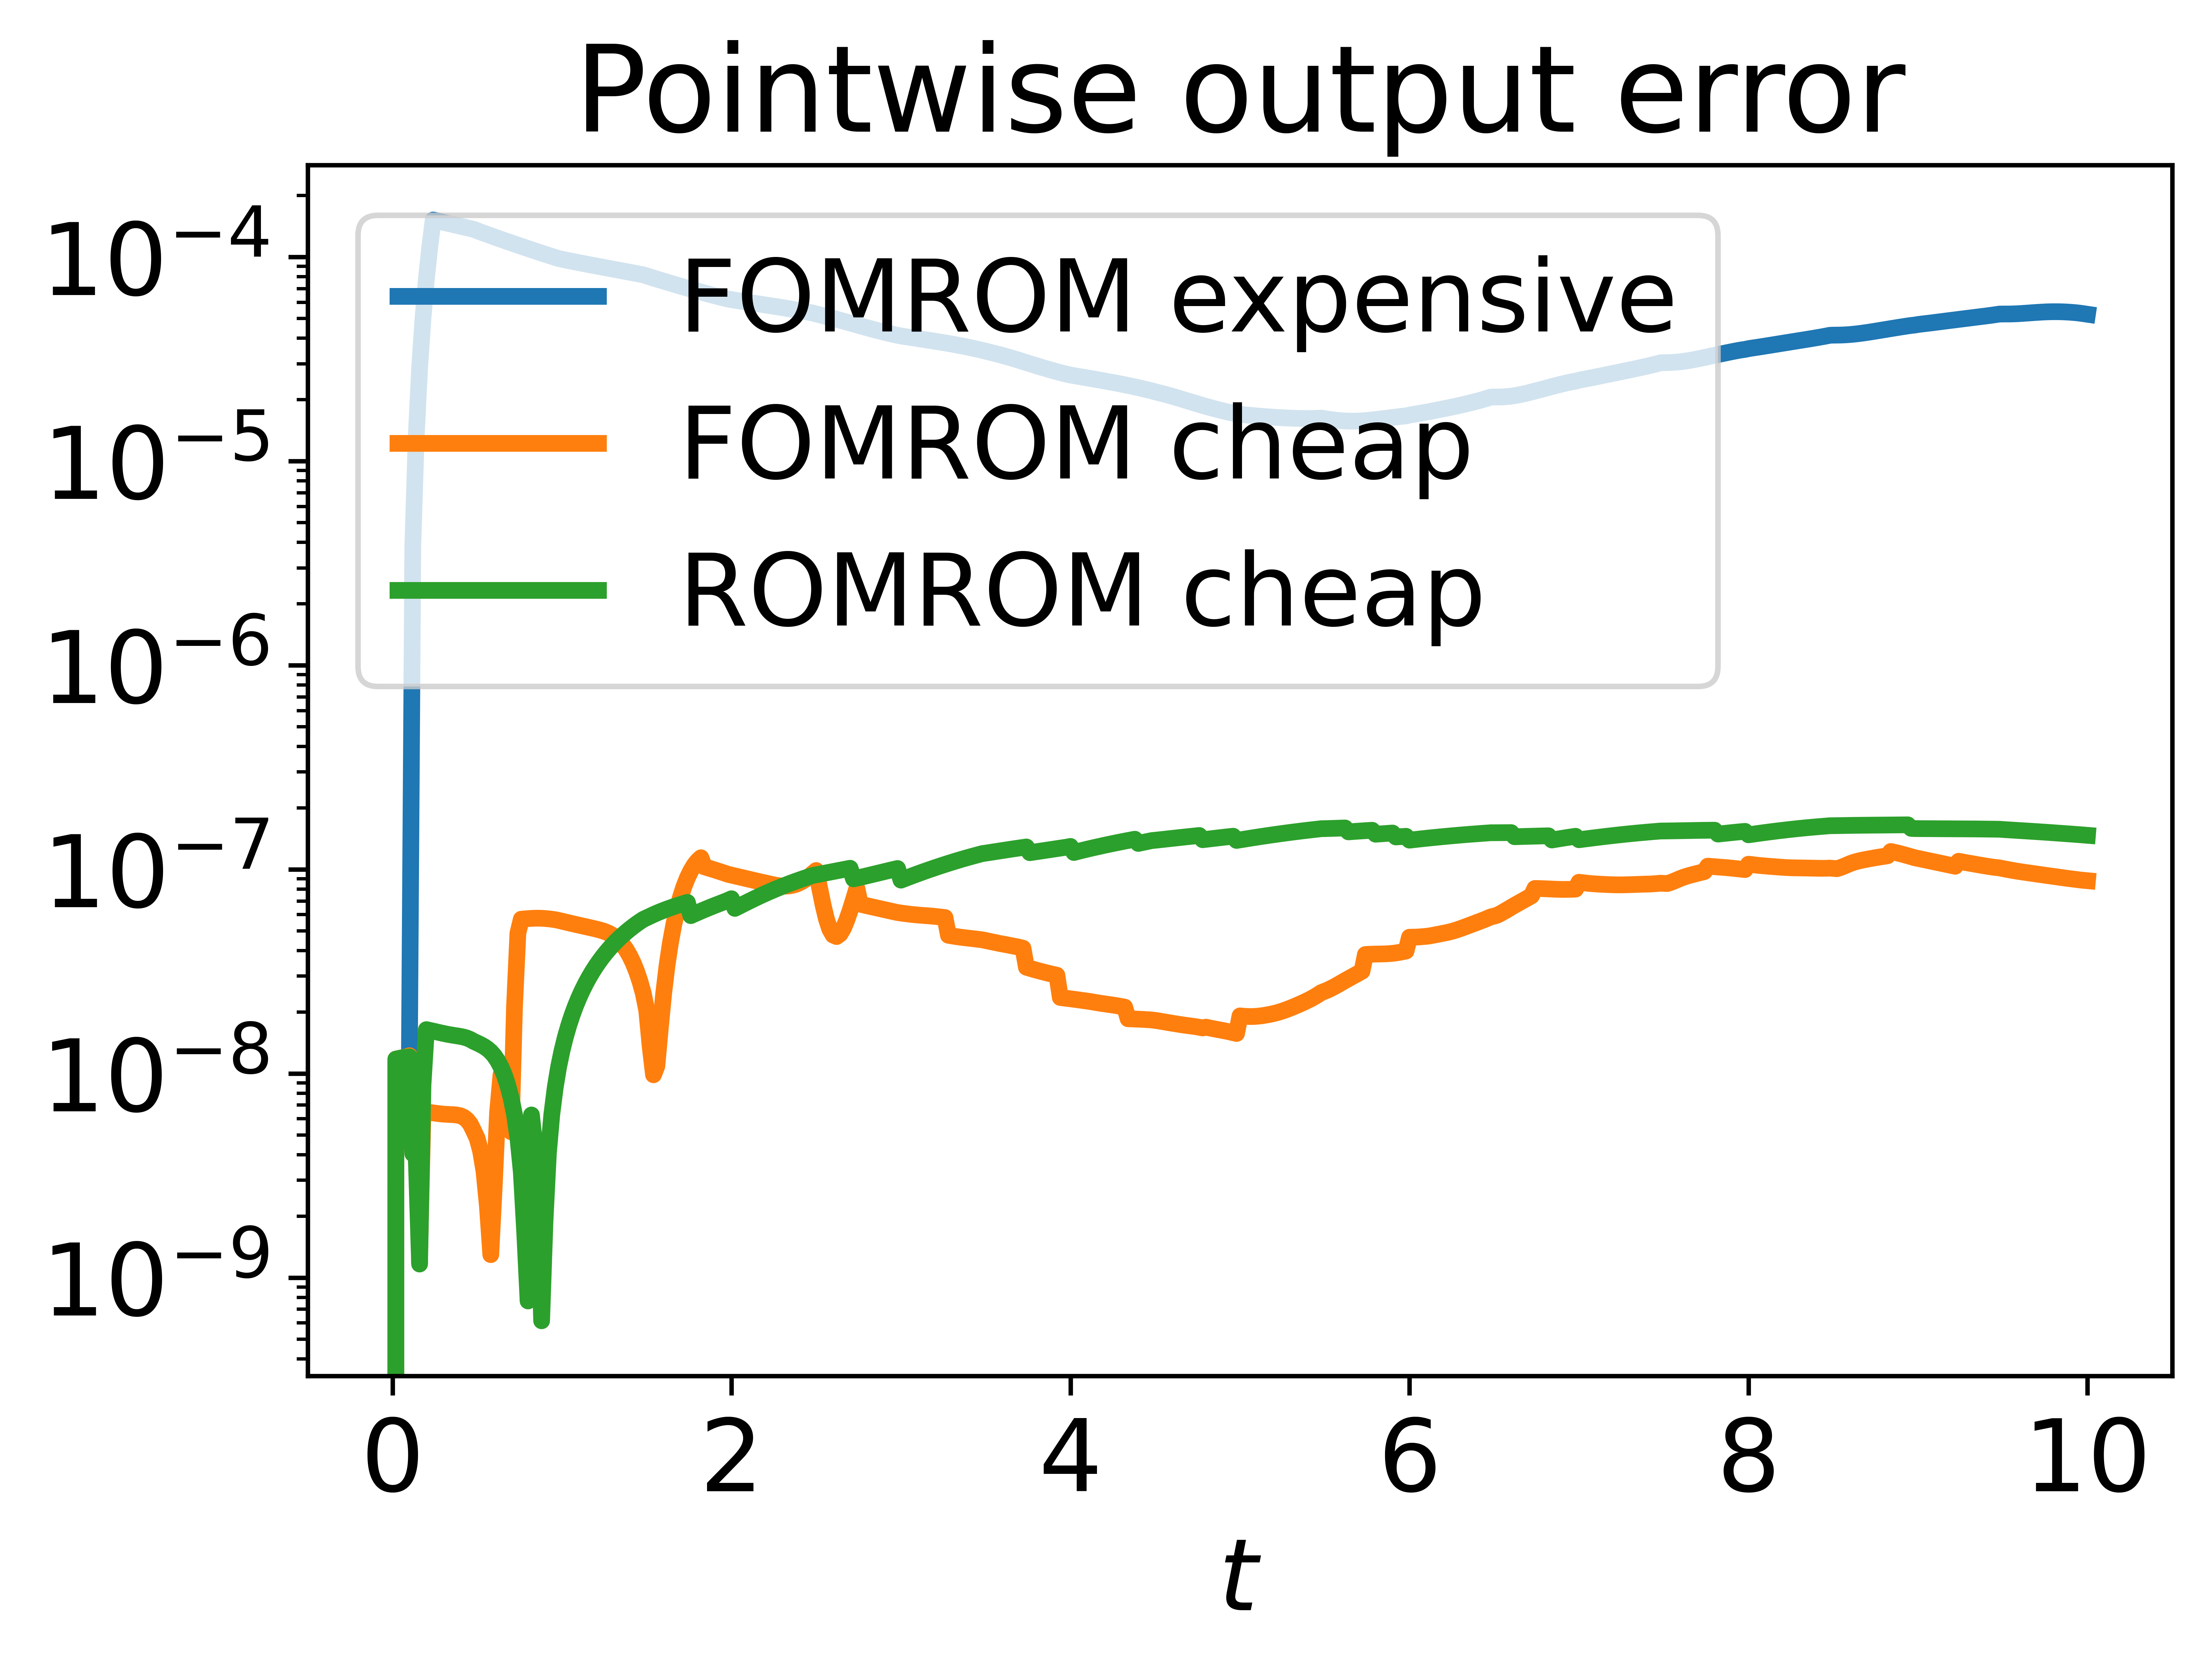 Pointwise output error
10⁻⁴
10⁻⁵
10⁻⁶
10⁻⁷
10⁻⁸
10⁻⁹
FOMROM expensive
FOMROM cheap
ROMROM cheap
0 2 4 6 8 10
t